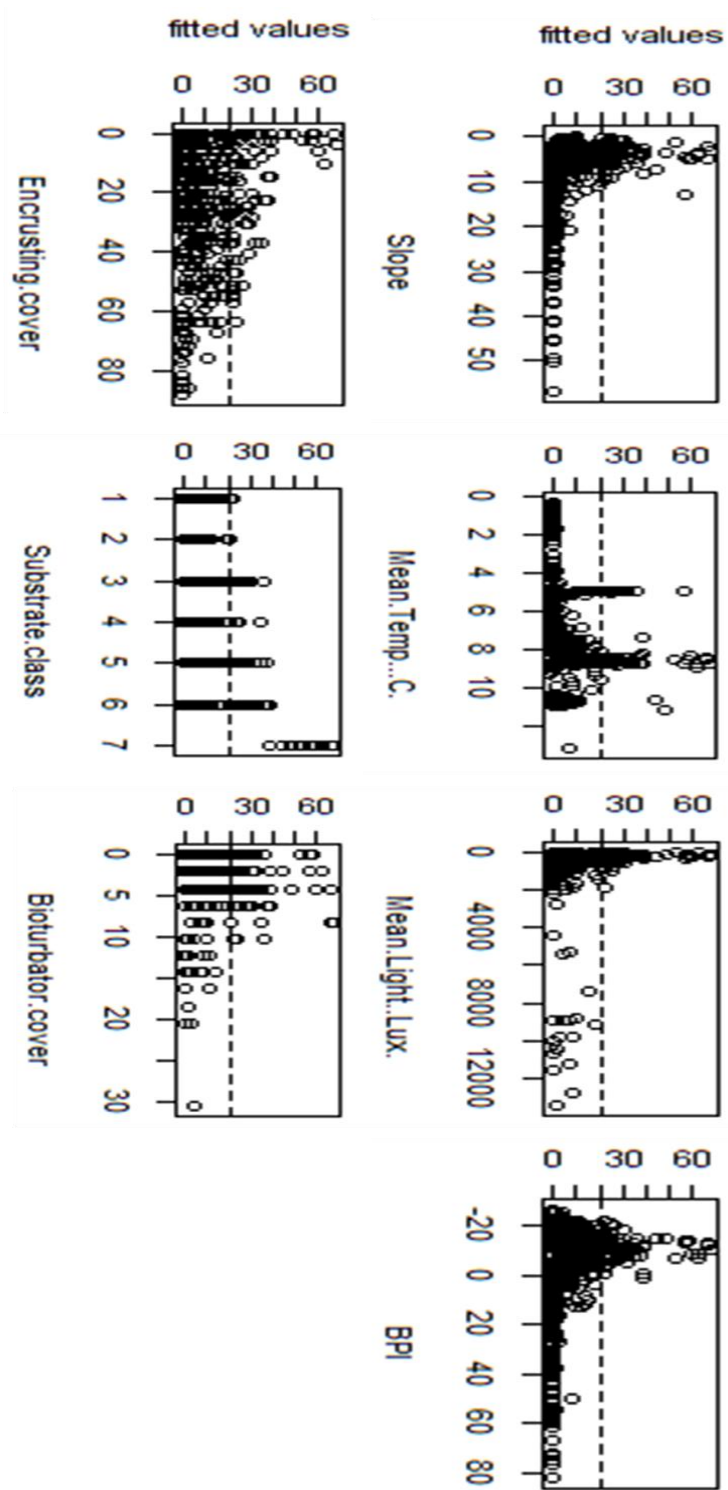 fitted values
0 30 60
0 10 20 30 40 50
Slope
0 30 60
0 2 4 6 8 10
Mean.Temp...C.
0 30 60
0 4000 8000 12000
Mean.Light..Lux.
0 30 60
-20 0 20 40 60 80
BPI
fitted values
0 30 60
0 20 40 60 80
Encrusting.cover
0 30 60
1 2 3 4 5 6 7
Substrate.class
0 30 60
0 5 10 20 30
Bioturbator.cover